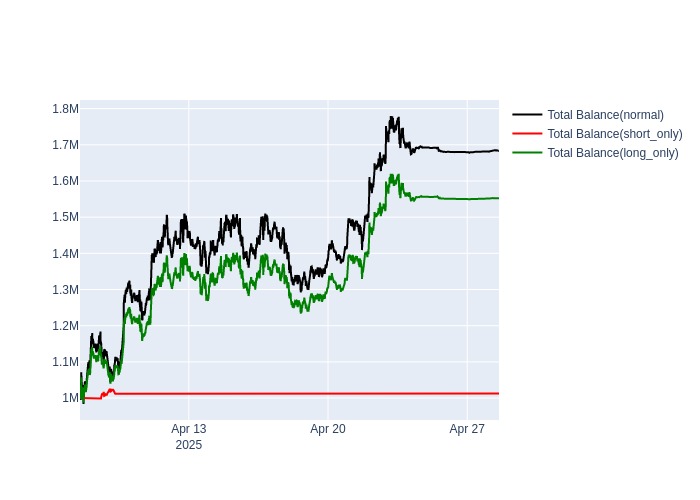 1.8M
1.7M
1.6M
1.5M
1.4M
1.3M
1.2M
1.1M
1M
Apr 13
2025
Apr 20
Apr 27
Total Balance(normal)
Total Balance(short_only)
Total Balance(long_only)